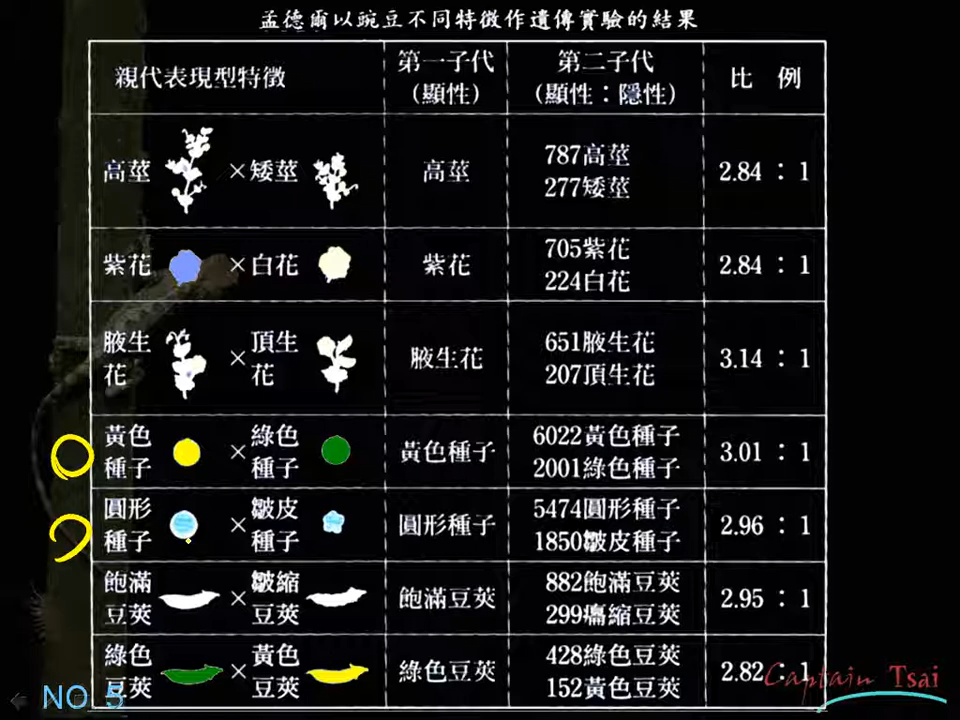 孟德爾以豌豆不同特徵作遺傳實驗的結果
親代表現型特徵
第一子代
(顯性)
第二子代
(顯性：隱性)
比 例
高莖
×矮莖
高莖
787高莖
277矮莖
2.84 : 1
紫花
×白花
紫花
705紫花
224白花
2.84 : 1
腋生
花
×
頂生
花
腋生花
651腋生花
207頂生花
3.14 : 1
黃色
種子
×
綠色
種子
黃色種子
6022黃色種子
2001綠色種子
3.01 : 1
圓形
種子
×
皺皮
種子
圓形種子
5474圓形種子
1850皺皮種子
2.96 : 1
飽滿
豆莢
×
皺縮
豆莢
飽滿豆莢
882飽滿豆莢
299癟縮豆莢
2.95 : 1
綠色
豆莢
×
黃色
豆莢
綠色豆莢
428綠色豆莢
152黃色豆莢
2.82 : 1
Captain Tsai
NO. 5